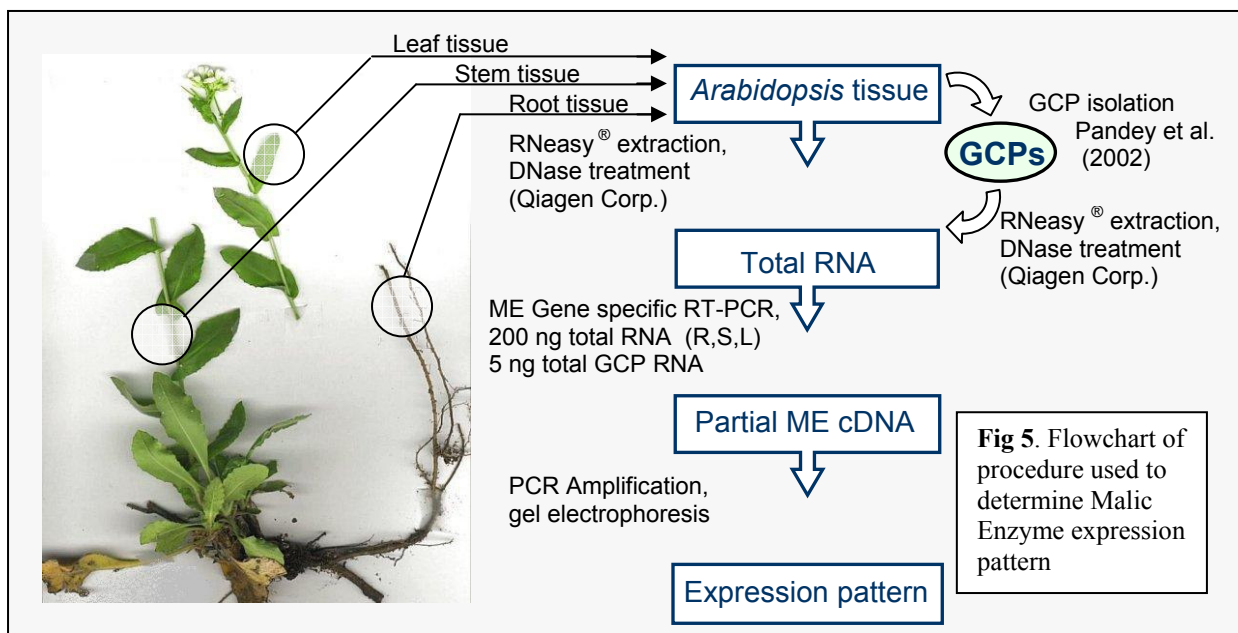 Leaf tissue
Stem tissue
Root tissue
Arabidopsis tissue
RNeasy ® extraction,
DNase treatment
(Qiagen Corp.)
GCP isolation
Pandey et al.
(2002)
GCPs
RNeasy ® extraction,
DNase treatment
(Qiagen Corp.)
Total RNA
ME Gene specific RT-PCR,
200 ng total RNA (R,S,L)
5 ng total GCP RNA
Partial ME cDNA
PCR Amplification,
gel electrophoresis
Expression pattern
Fig 5. Flowchart of
procedure used to
determine Malic
Enzyme expression
pattern